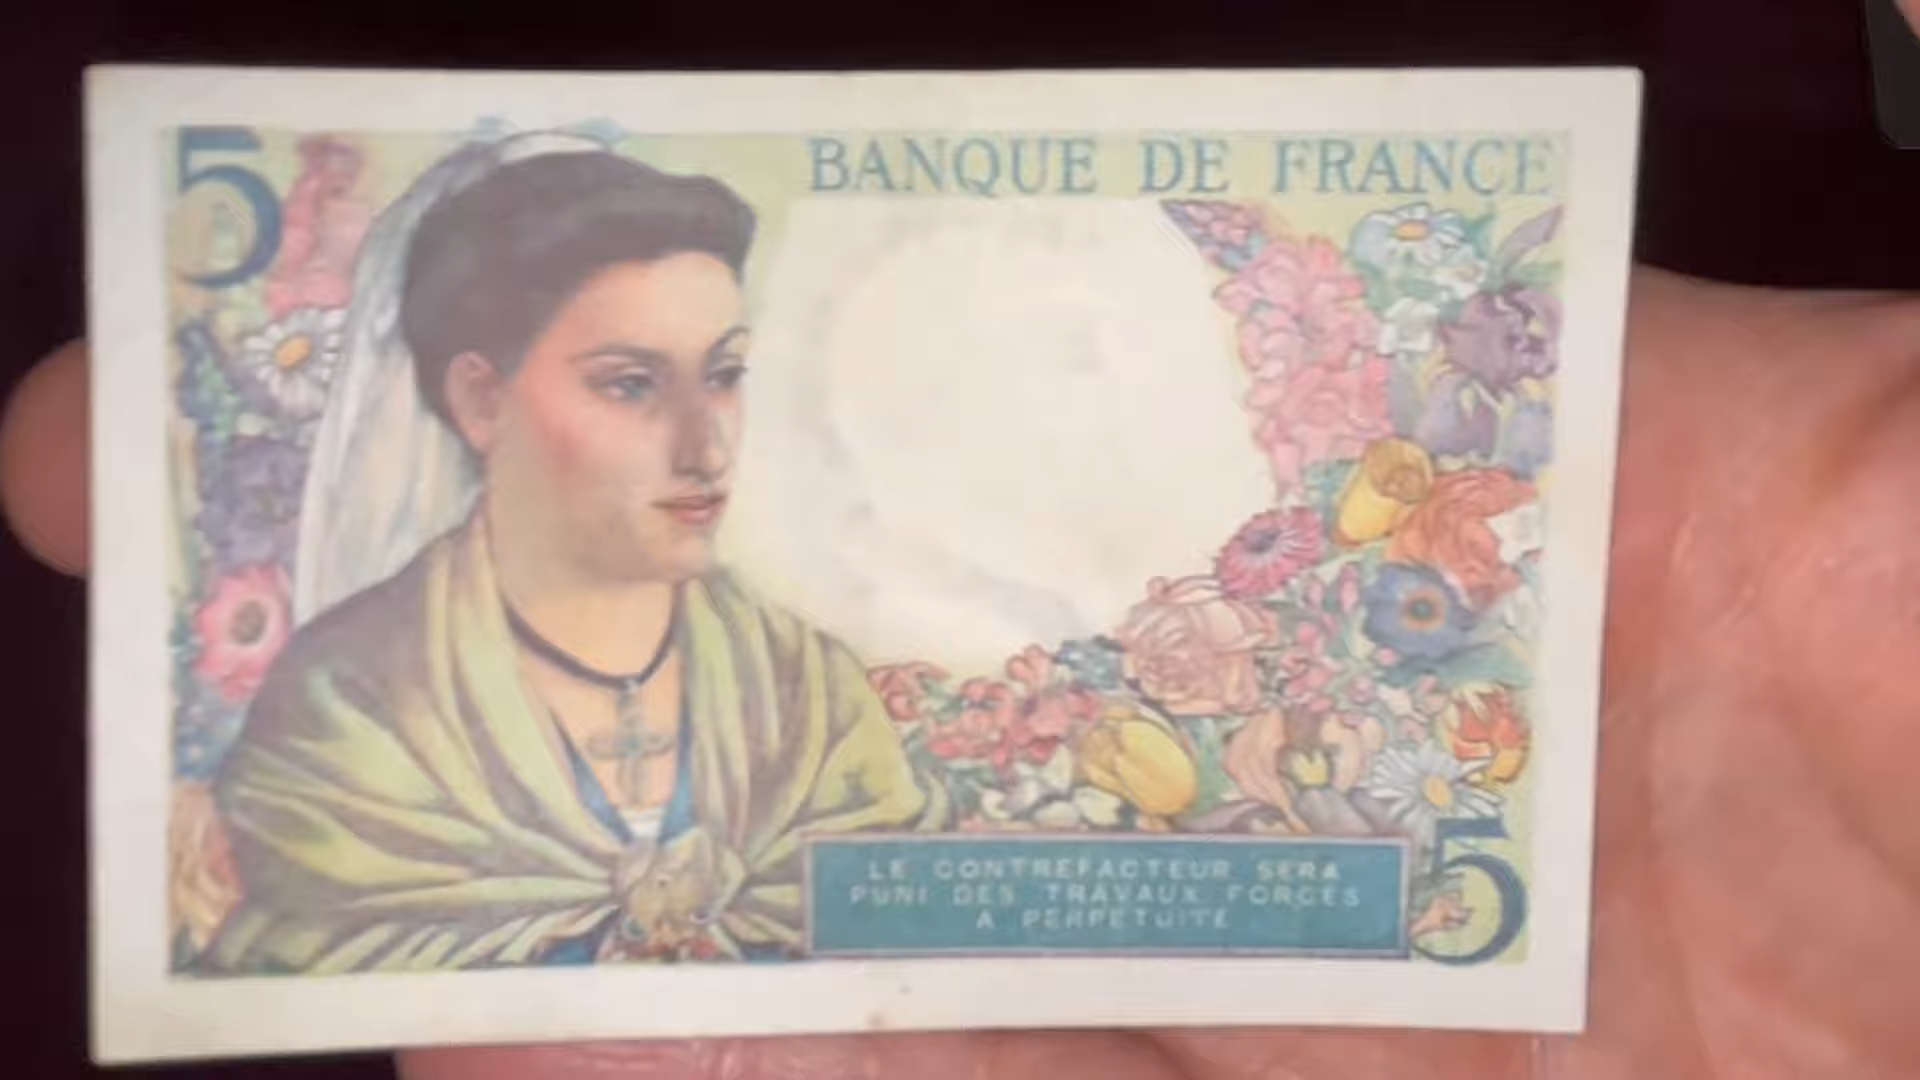 5
BANQUE DE FRANCE
LE CONTREFACTEUR SERA
PUNI DES TRAVAUX FORCES
A PERPETUITE
5